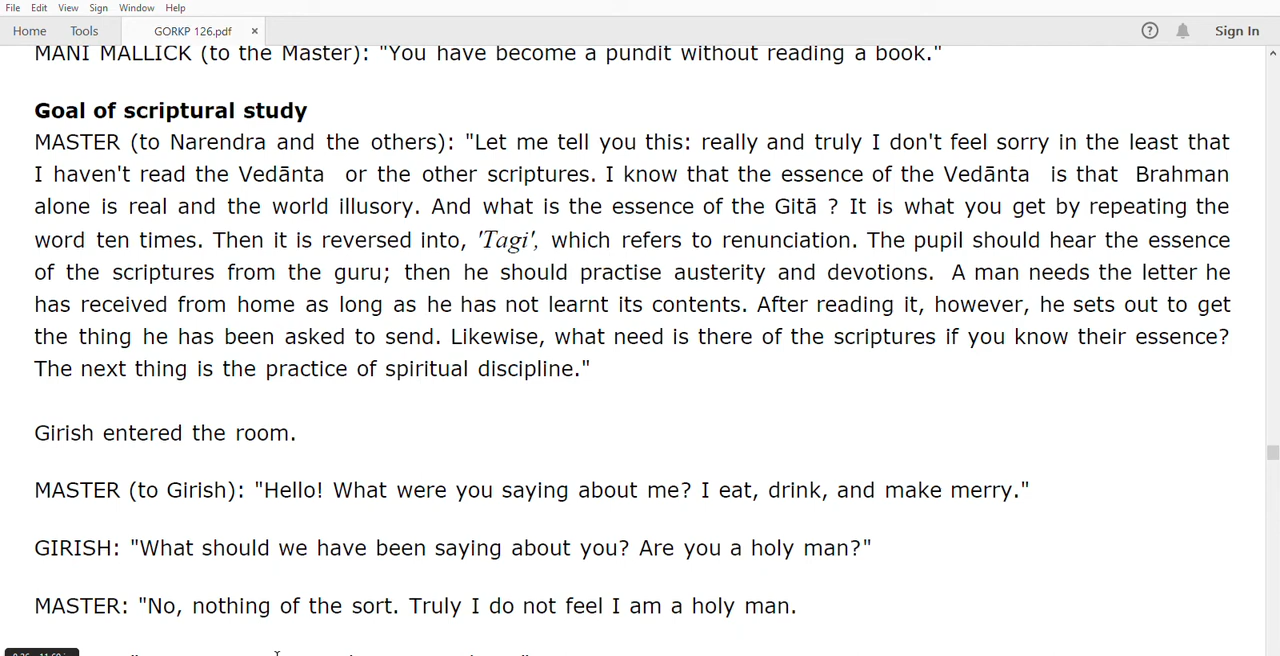 File Edit View Sign Window Help
Home Tools GORKP 126.pdf × ? Sign In
MANI MALLICK (to the Master): "You have become a pundit without reading a book."
Goal of scriptural study
MASTER (to Narendra and the others): "Let me tell you this: really and truly I don't feel sorry in the least that
I haven't read the Vedānta or the other scriptures. I know that the essence of the Vedānta is that Brahman
alone is real and the world illusory. And what is the essence of the Gitā ? It is what you get by repeating the
word ten times. Then it is reversed into, 'Tagi', which refers to renunciation. The pupil should hear the essence
of the scriptures from the guru; then he should practise austerity and devotions. A man needs the letter he
has received from home as long as he has not learnt its contents. After reading it, however, he sets out to get
the thing he has been asked to send. Likewise, what need is there of the scriptures if you know their essence?
The next thing is the practice of spiritual discipline."
Girish entered the room.
MASTER (to Girish): "Hello! What were you saying about me? I eat, drink, and make merry."
GIRISH: "What should we have been saying about you? Are you a holy man?"
MASTER: "No, nothing of the sort. Truly I do not feel I am a holy man.